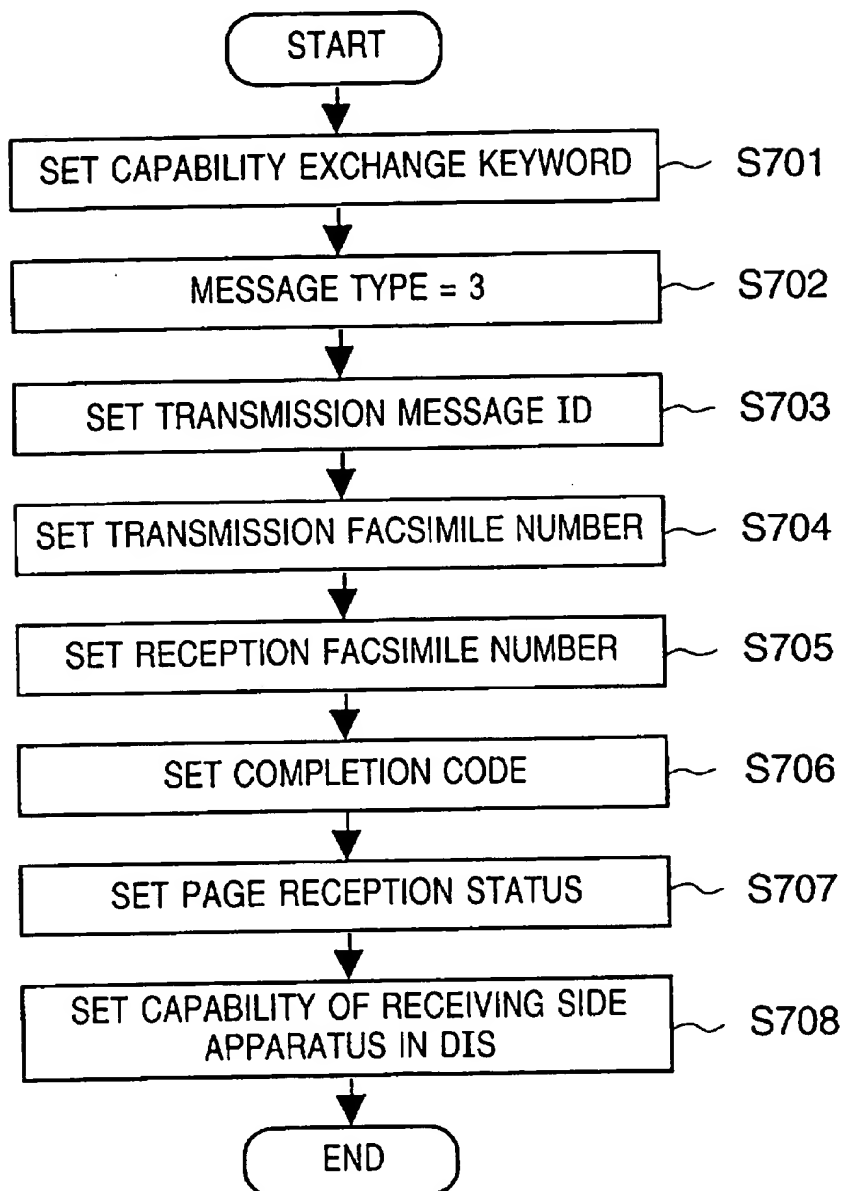 START
SET CAPABILITY EXCHANGE KEYWORD
S701
MESSAGE TYPE = 3
S702
SET TRANSMISSION MESSAGE ID
S703
SET TRANSMISSION FACSIMILE NUMBER
S704
SET RECEPTION FACSIMILE NUMBER
S705
SET COMPLETION CODE
S706
SET PAGE RECEPTION STATUS
S707
SET CAPABILITY OF RECEIVING SIDE
APPARATUS IN DIS
S708
END